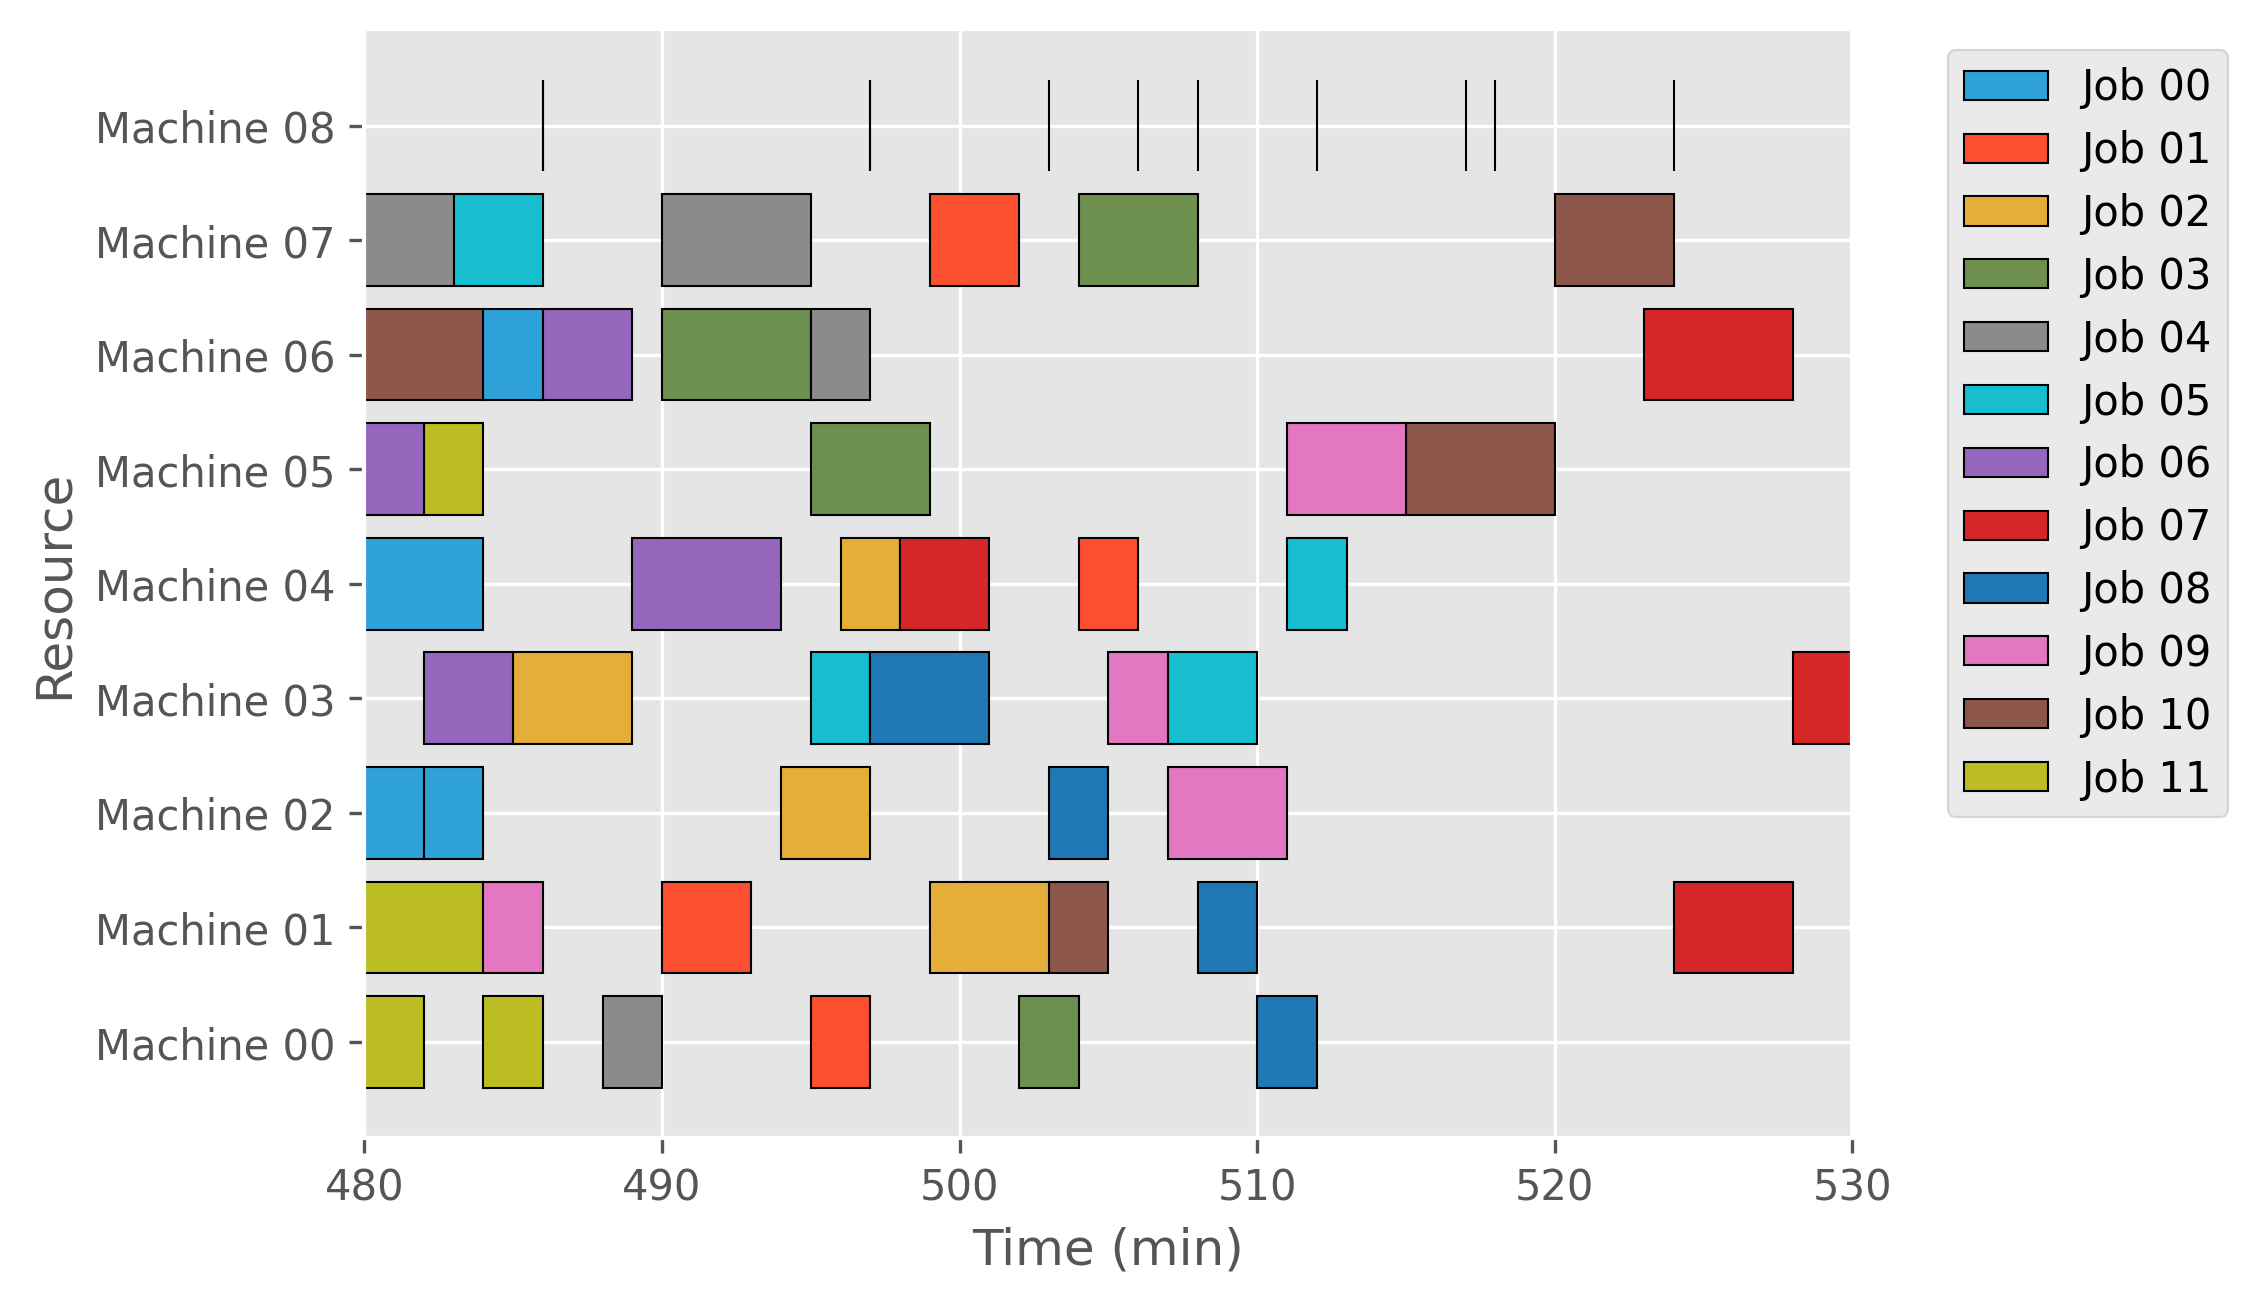 Machine 08
Machine 07
Machine 06
Machine 05
Machine 04
Machine 03
Machine 02
Machine 01
Machine 00
Resource
480 490 500 510 520 530
Time (min)
Job 00
Job 01
Job 02
Job 03
Job 04
Job 05
Job 06
Job 07
Job 08
Job 09
Job 10
Job 11